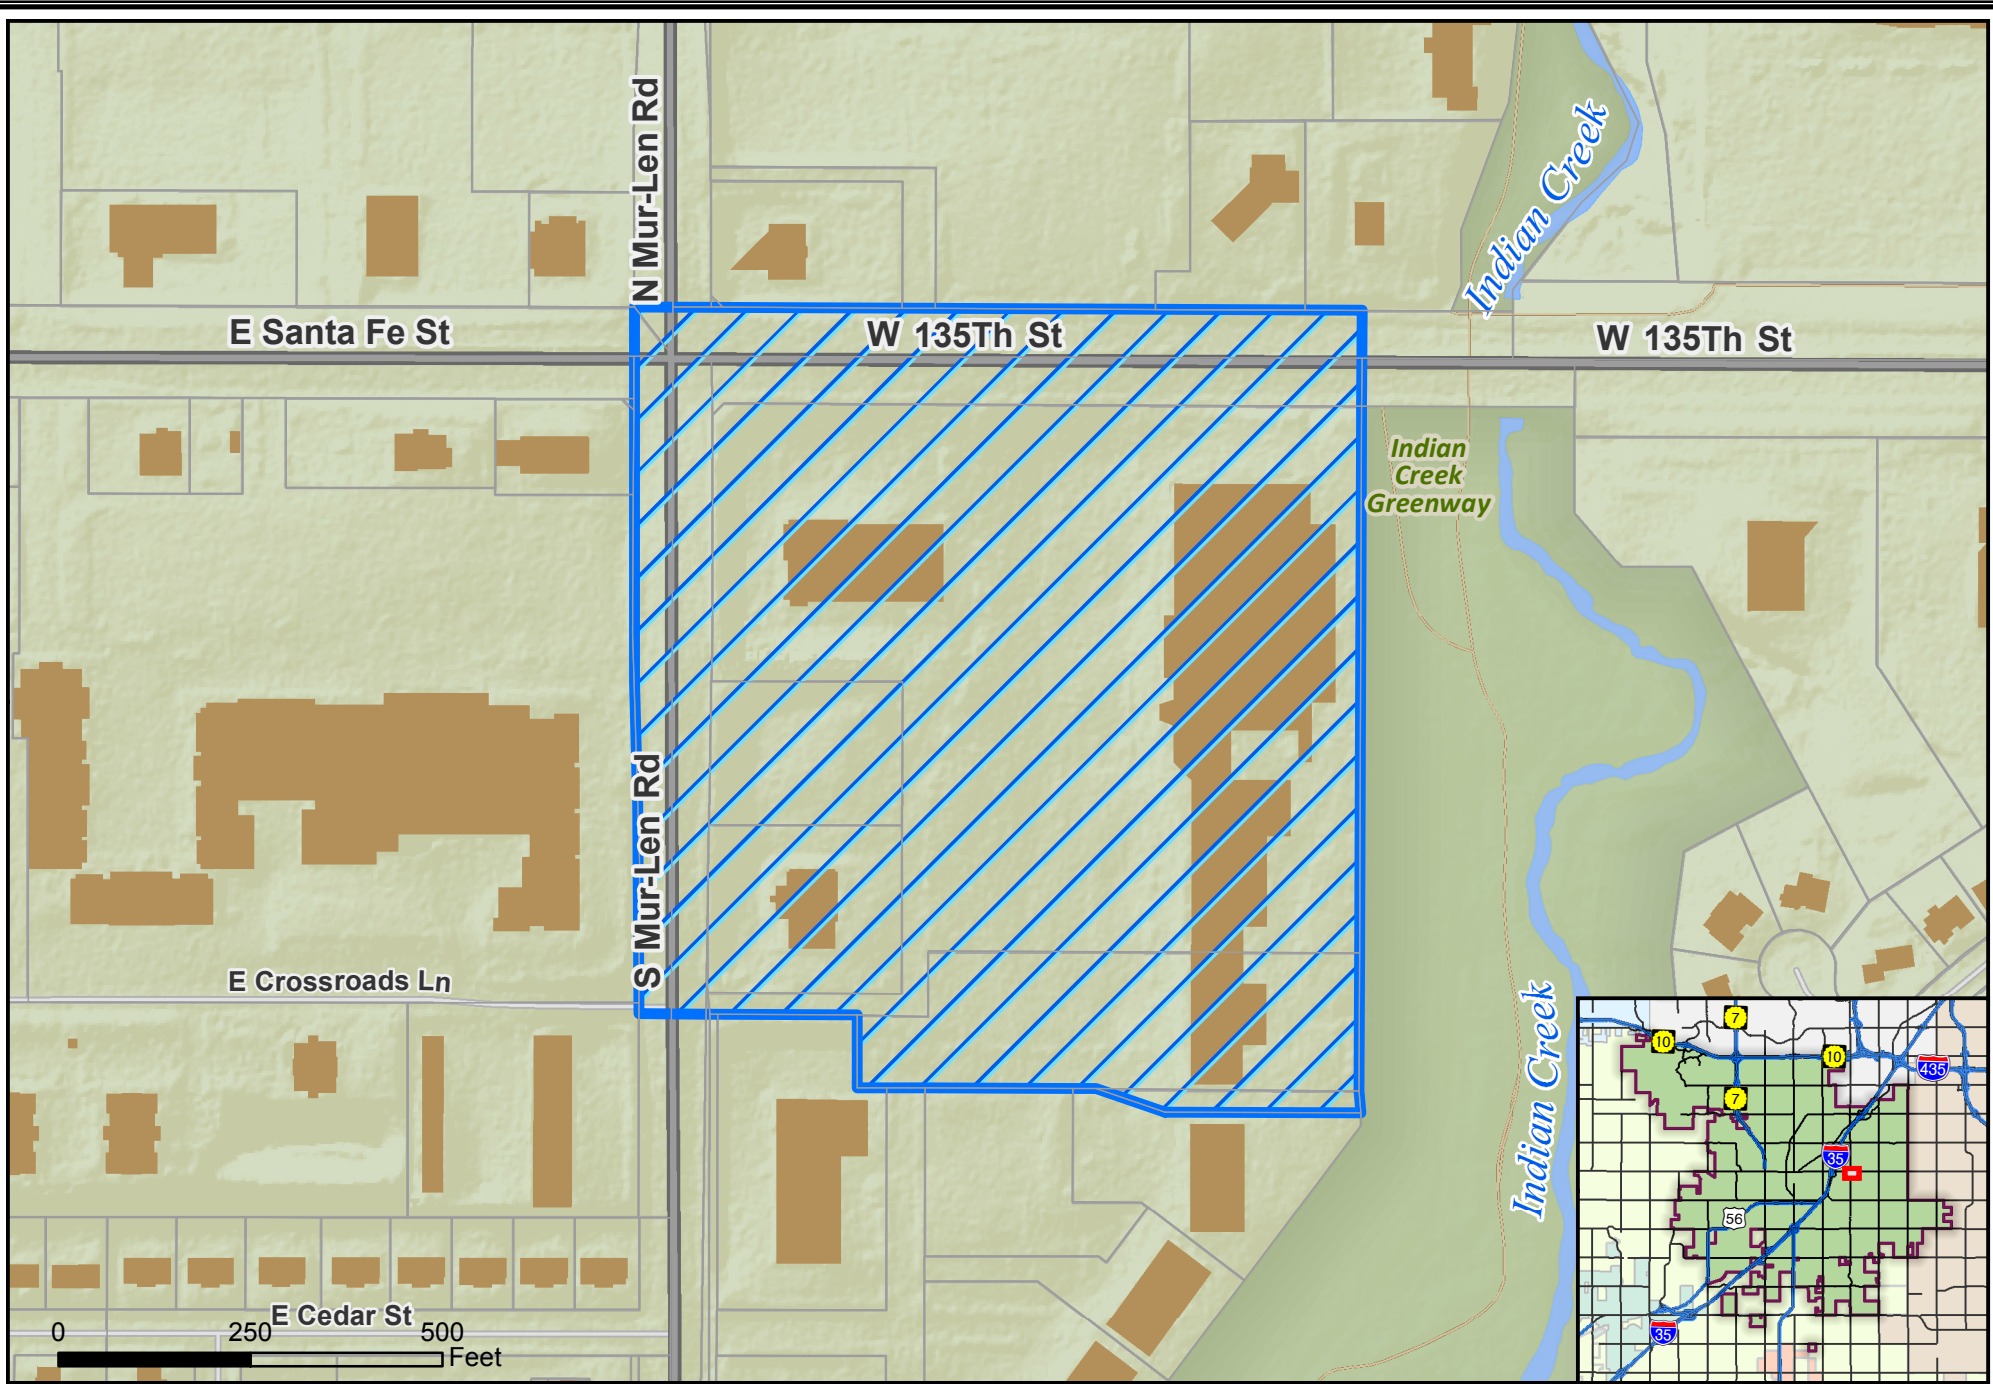 N Mur-Len Rd
Indian Creek
E Santa Fe St
W 135Th St
W 135Th St
Indian
Creek
Greenway
S Mur-Len Rd
E Crossroads Ln
Indian Creek
E Cedar St
0 250 500
Feet
7
10
10
435
7
35
56
35